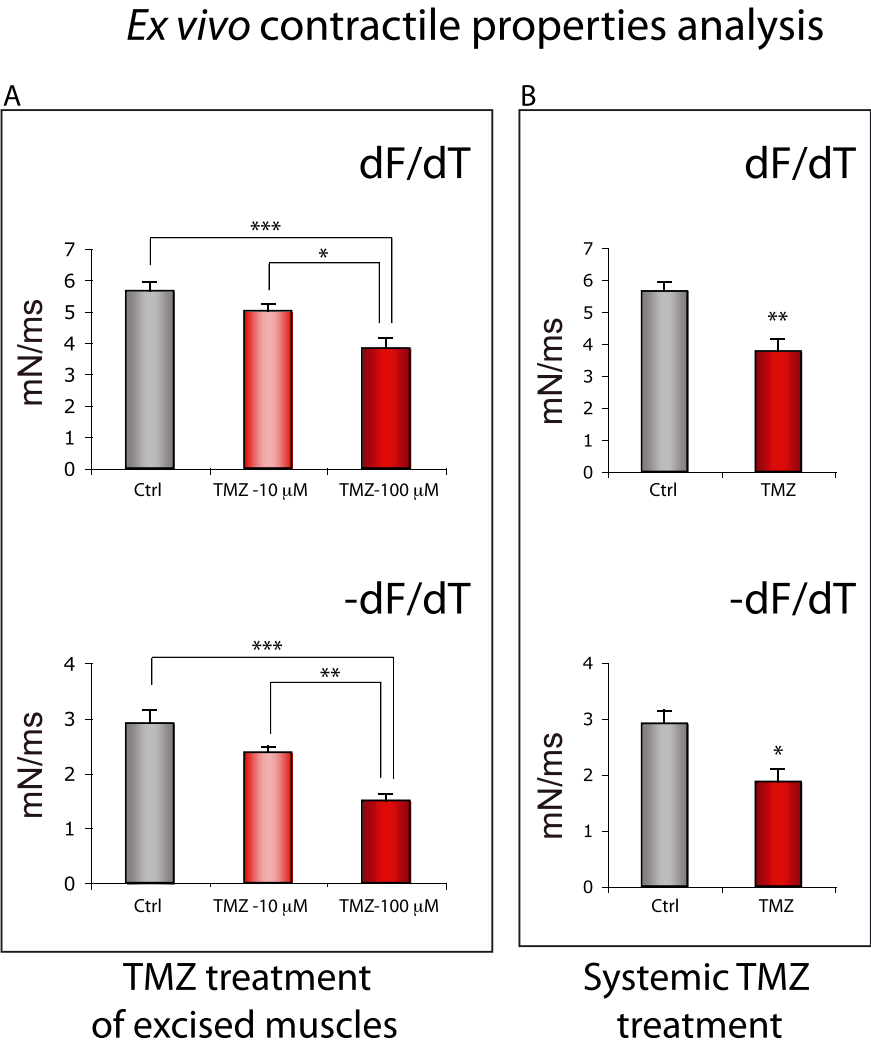 Ex vivo contractile properties analysis
A
dF/dT
***
*
7
6
5
4
3
2
1
0
mN/ms
Ctrl
TMZ -10 μM
TMZ-100 μM
-dF/dT
***
**
4
3
2
1
0
mN/ms
Ctrl
TMZ -10 μM
TMZ-100 μM
TMZ treatment
of excised muscles
B
dF/dT
**
7
6
5
4
3
2
1
0
mN/ms
Ctrl
TMZ
-dF/dT
*
4
3
2
1
0
mN/ms
Ctrl
TMZ
Systemic TMZ
treatment